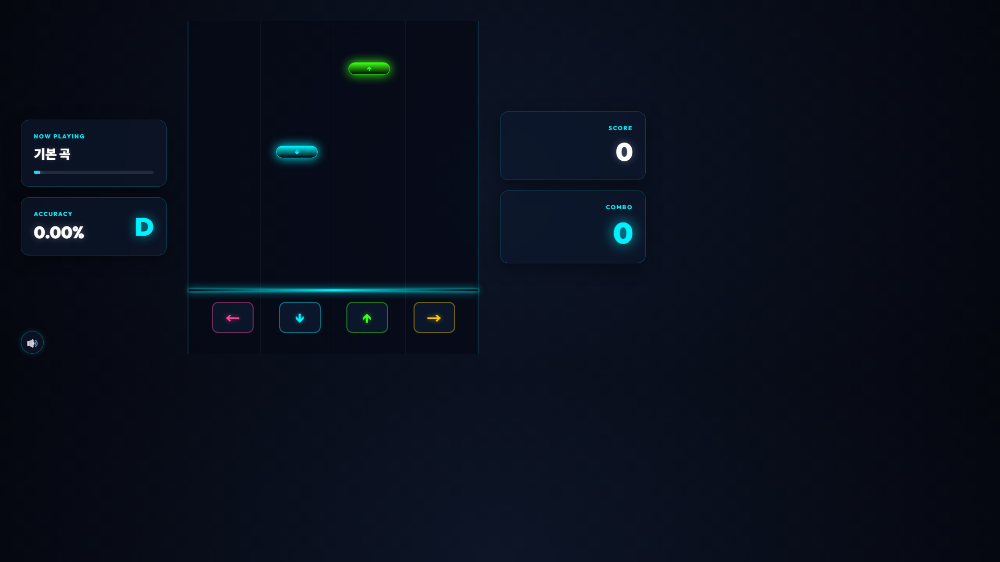 NOW PLAYING
기본 곡
ACCURACY
0.00%
D
↑
↓
← ↓ ↑ →
SCORE
0
COMBO
0